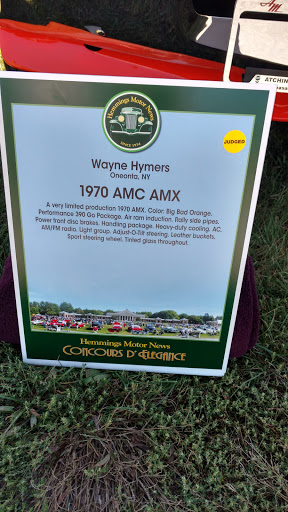 Hemmings Motor News
SINCE 1954
JUDGED
ATCHIN
Wayne Hymers
Oneonta, NY
1970 AMC AMX
A very limited production 1970 AMX. Color: Big Bad Orange.
Performance 390 Go Package. Air ram induction. Rally side pipes.
Power front disc brakes. Handling package. Heavy-duty cooling. AC.
AM/FM radio. Light group. Adjust-O-Tilt steering. Leather buckets.
Sport steering wheel. Tinted glass throughout.
Hemmings Motor News
CONCOURS D'ELEGANCE